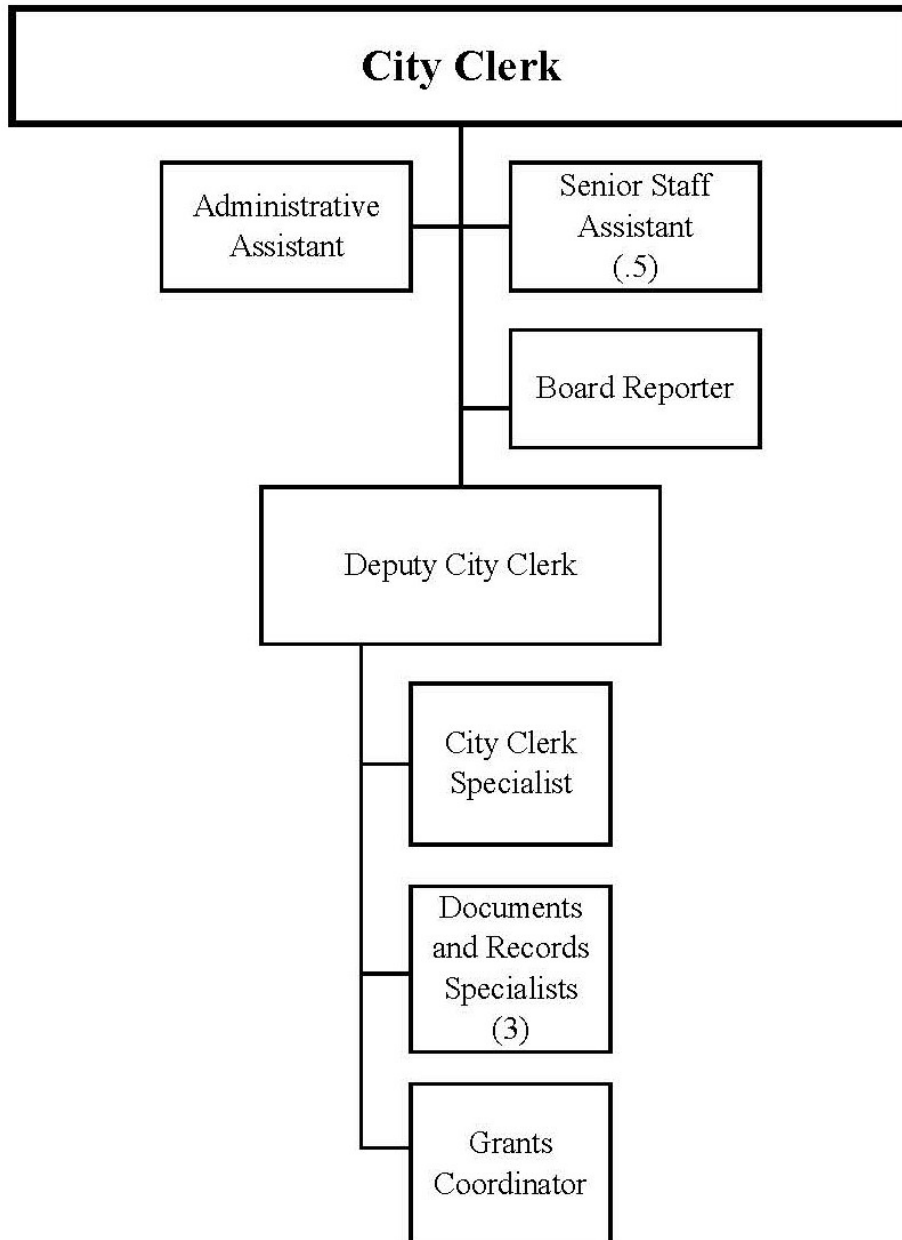 City Clerk
Administrative
Assistant
Senior Staff
Assistant
(.5)
Board Reporter
Deputy City Clerk
City Clerk
Specialist
Documents
and Records
Specialists
(3)
Grants
Coordinator